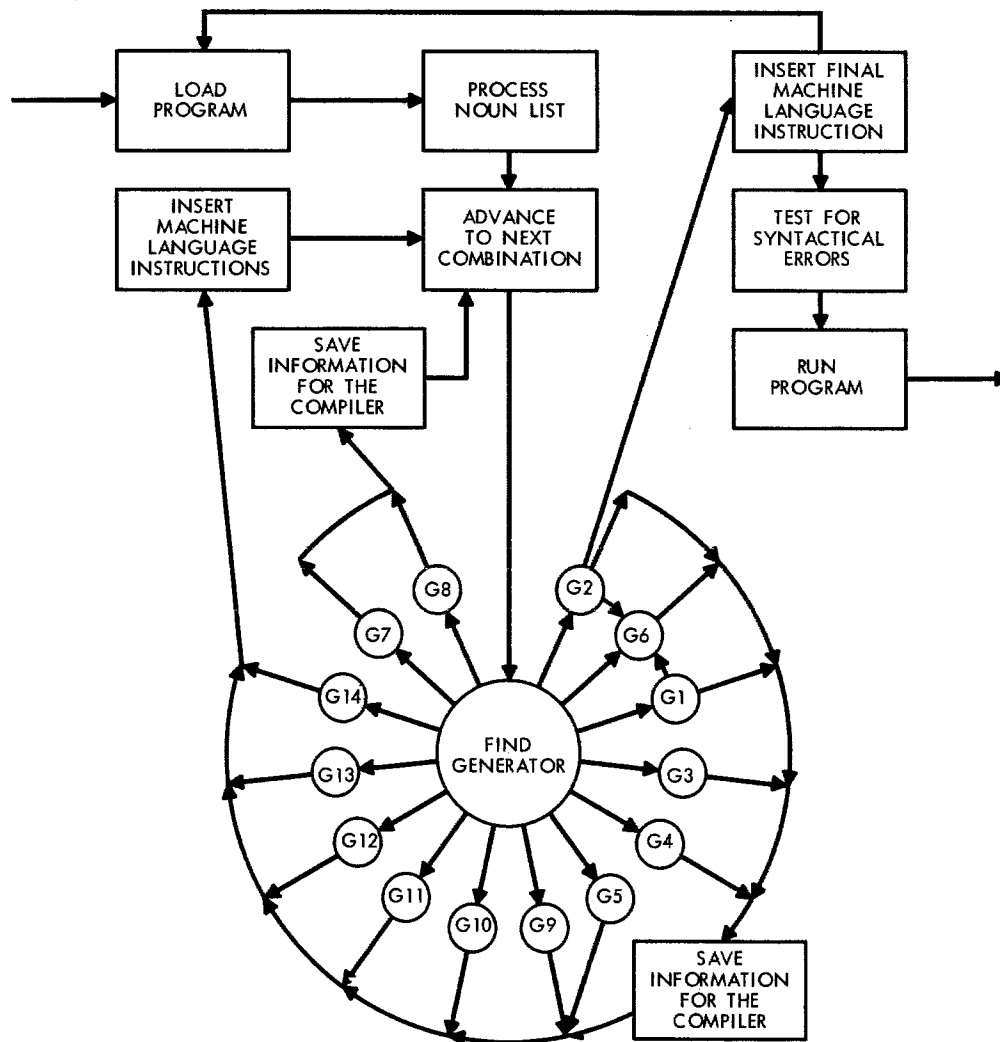 LOAD
PROGRAM
PROCESS
NOUN LIST
INSERT FINAL
MACHINE
LANGUAGE
INSTRUCTION
INSERT
MACHINE
LANGUAGE
INSTRUCTIONS
ADVANCE
TO NEXT
COMBINATION
TEST FOR
SYNTACTICAL
ERRORS
SAVE
INFORMATION
FOR THE
COMPILER
RUN
PROGRAM
G8
G2
G7
G6
G14
G1
FIND
GENERATOR
G13
G3
G12
G4
G11
G5
G10
G9
SAVE
INFORMATION
FOR THE
COMPILER